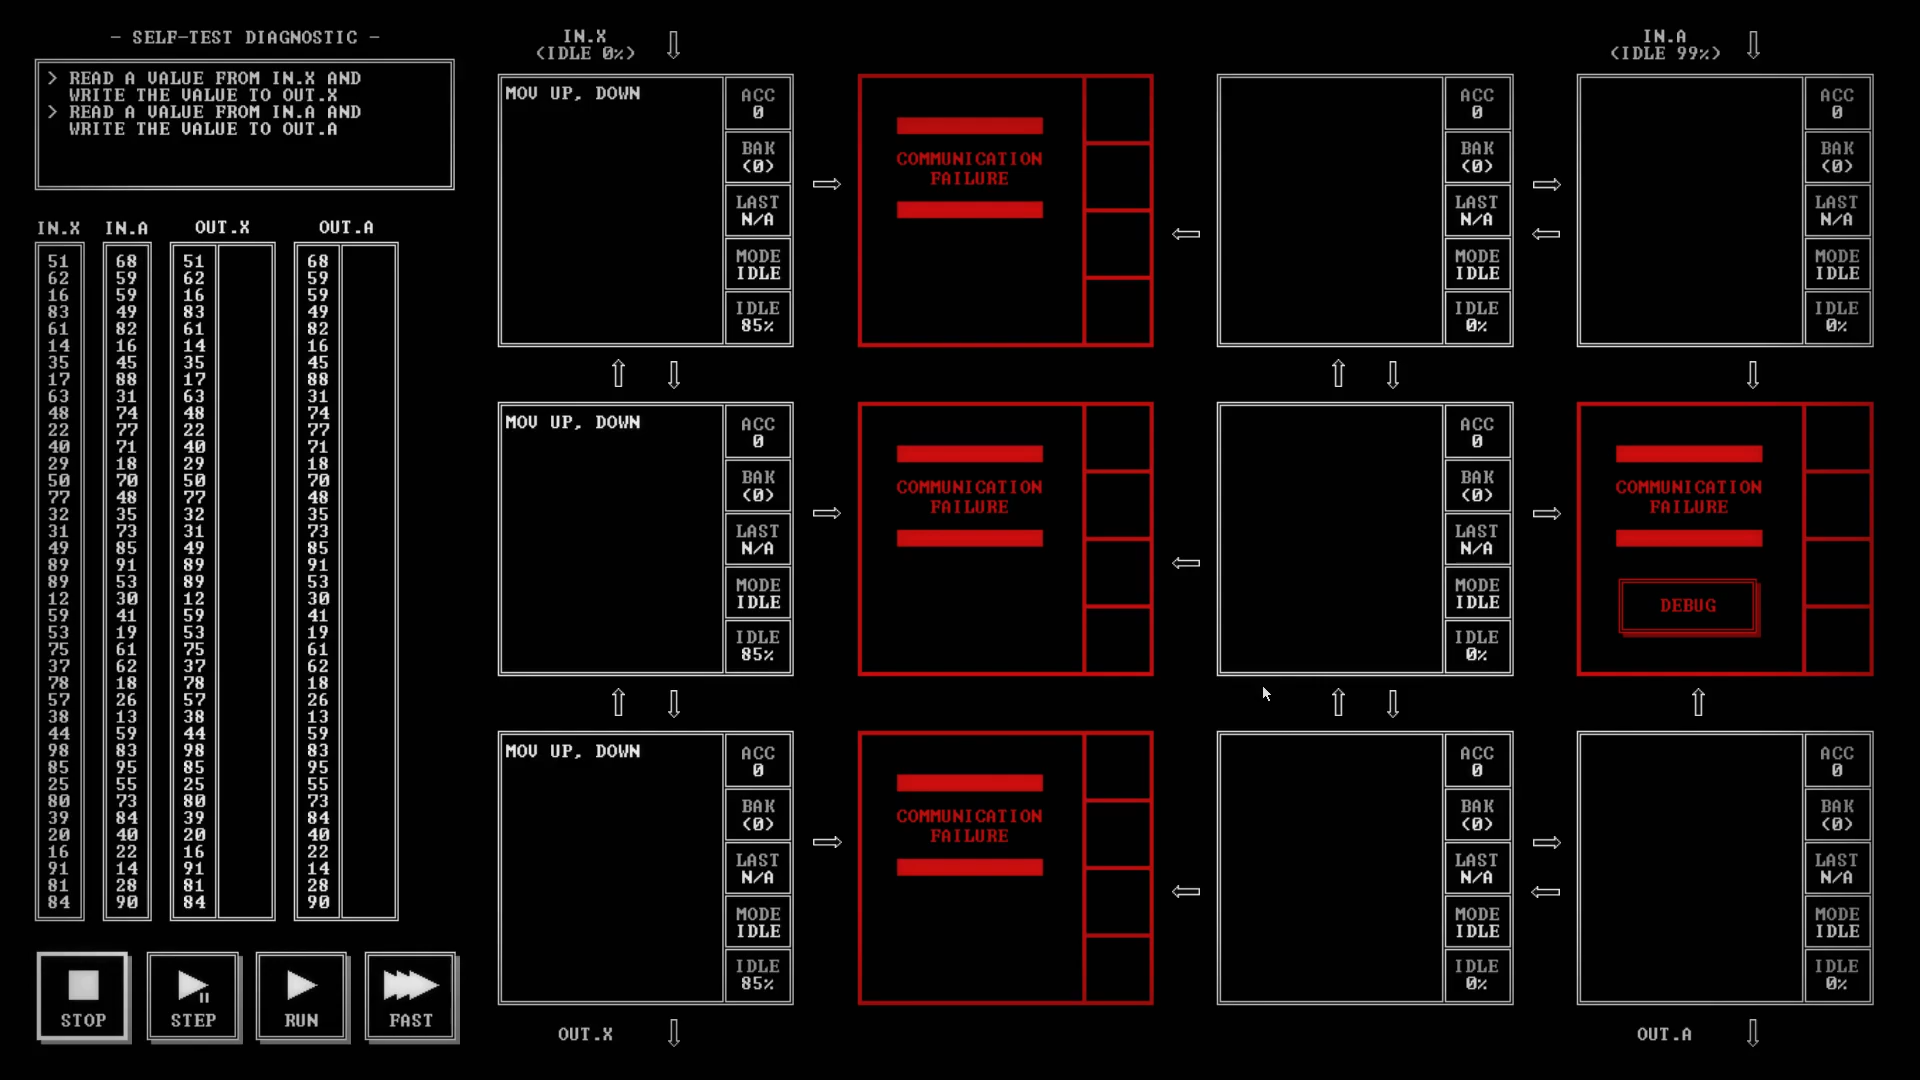 - SELF-TEST DIAGNOSTIC -
> READ A VALUE FROM IN.X AND
WRITE THE VALUE TO OUT.X
> READ A VALUE FROM IN.A AND
WRITE THE VALUE TO OUT.A
IN.X IN.A OUT.X OUT.A
51 68 51 68
62 59 62 59
16 59 16 59
83 49 83 49
61 82 61 82
14 16 14 16
35 45 35 45
17 88 17 88
63 31 63 31
48 74 48 74
22 77 22 77
40 71 40 71
29 18 29 18
50 70 50 70
77 48 77 48
32 35 32 35
31 73 31 73
49 85 49 85
89 91 89 91
89 53 89 53
12 30 12 30
59 41 59 41
53 19 53 19
75 61 75 61
37 62 37 62
78 18 78 18
57 26 57 26
38 13 38 13
44 59 44 59
98 83 98 83
85 95 85 95
25 55 25 55
80 73 80 73
39 84 39 84
20 40 20 40
16 22 16 22
91 14 91 14
81 28 81 28
84 90 84 90
STOP STEP RUN FAST
IN.X
(IDLE 0%)
IN.A
(IDLE 99%)
MOV UP, DOWN
ACC
0
BAK
(0)
LAST
N/A
MODE
IDLE
IDLE
85%
COMMUNICATION
FAILURE
ACC
0
BAK
(0)
LAST
N/A
MODE
IDLE
IDLE
0%
ACC
0
BAK
(0)
LAST
N/A
MODE
IDLE
IDLE
0%
MOV UP, DOWN
ACC
0
BAK
(0)
LAST
N/A
MODE
IDLE
IDLE
85%
COMMUNICATION
FAILURE
ACC
0
BAK
(0)
LAST
N/A
MODE
IDLE
IDLE
0%
COMMUNICATION
FAILURE
DEBUG
MOV UP, DOWN
ACC
0
BAK
(0)
LAST
N/A
MODE
IDLE
IDLE
85%
COMMUNICATION
FAILURE
ACC
0
BAK
(0)
LAST
N/A
MODE
IDLE
IDLE
0%
ACC
0
BAK
(0)
LAST
N/A
MODE
IDLE
IDLE
0%
OUT.X
OUT.A